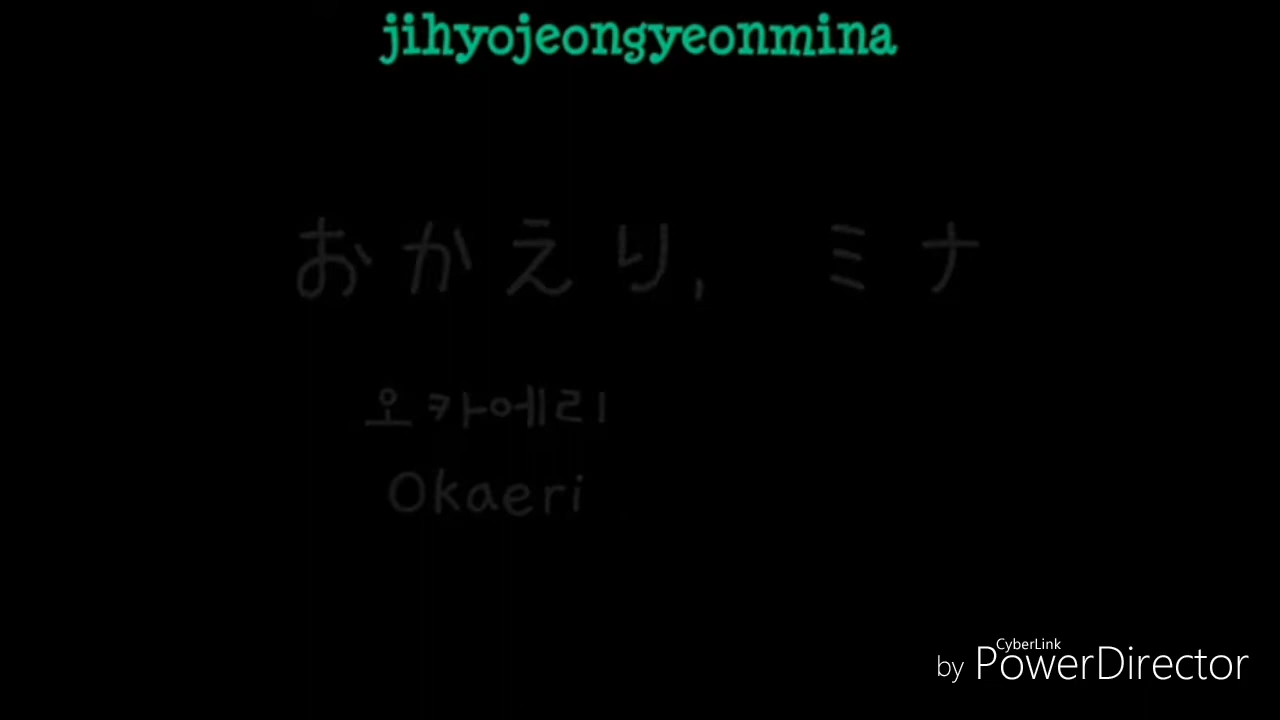 jihyojeongyeonmina
おかえり, ミナ
오카에리
Okaeri
CyberLink
by PowerDirector